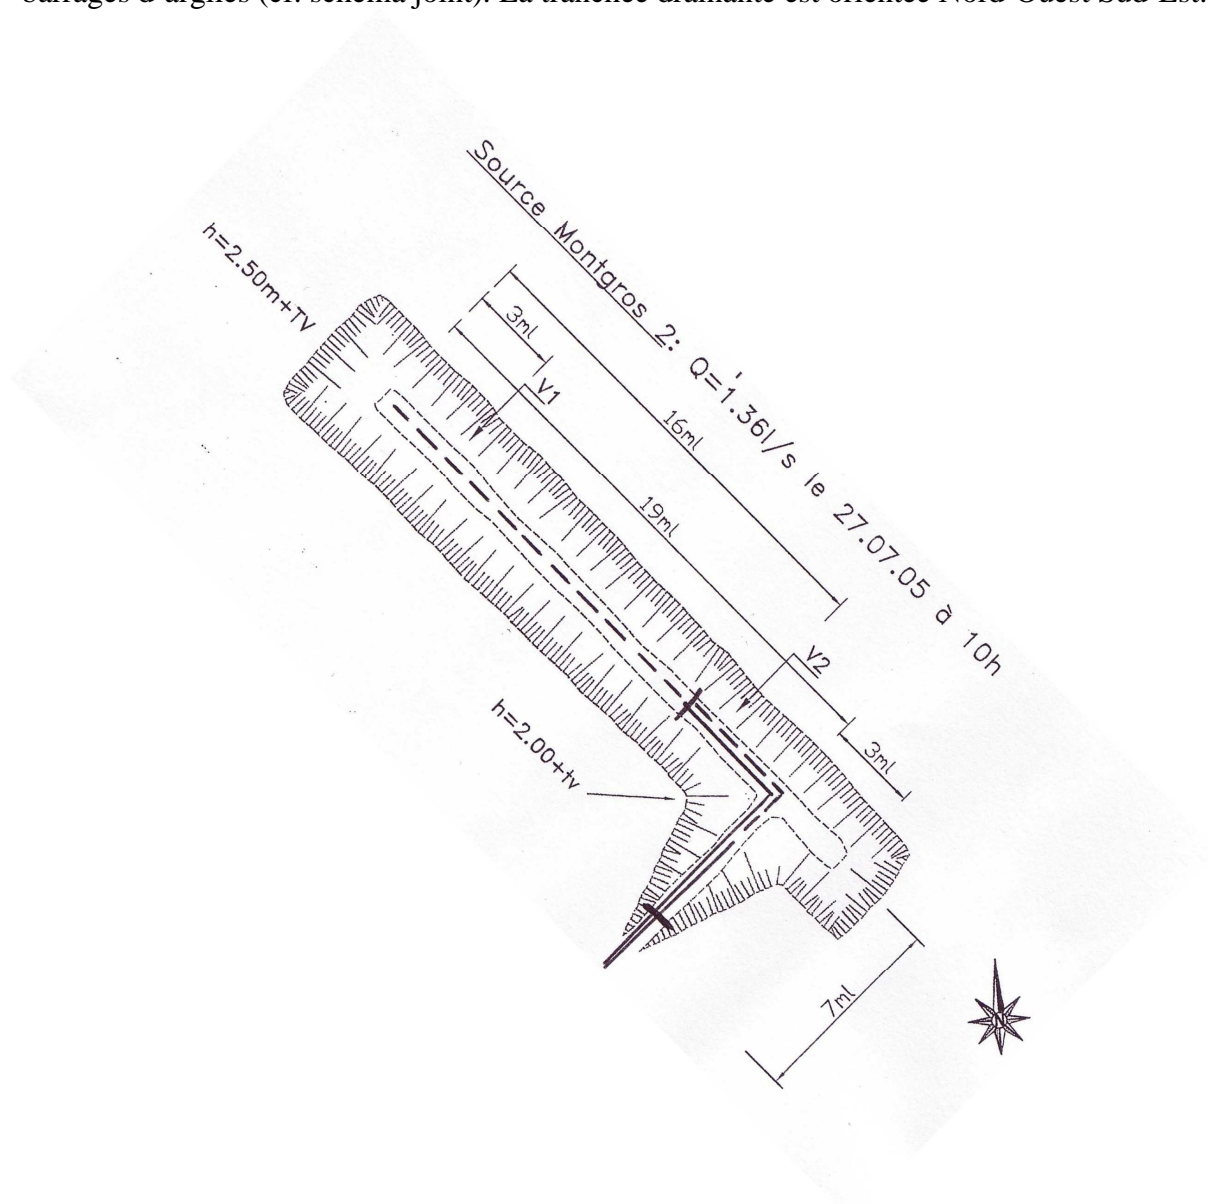 barrages d'argiles (cf. schéma joint). La tranchée drainante est orientée Nord-Ouest Sud-Est.
Source Montgros 2: Q=1.36l/s le 27.07.05 à 10h
h=2.50m+TV
3ml
V1
16ml
19ml
V2
h=2.00+tv
3ml
7ml
N